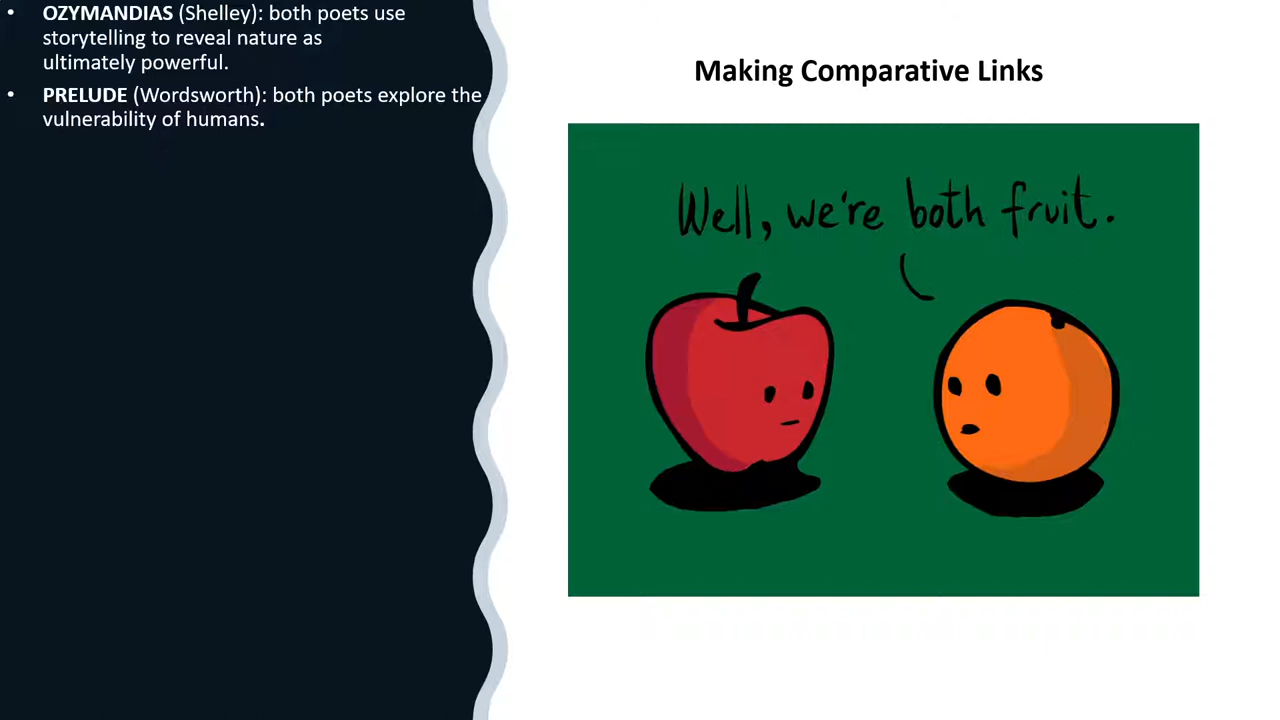 • OZYMANDIAS (Shelley): both poets use
storytelling to reveal nature as
ultimately powerful.
• PRELUDE (Wordsworth): both poets explore the
vulnerability of humans.
Making Comparative Links
Well, we're both fruit.